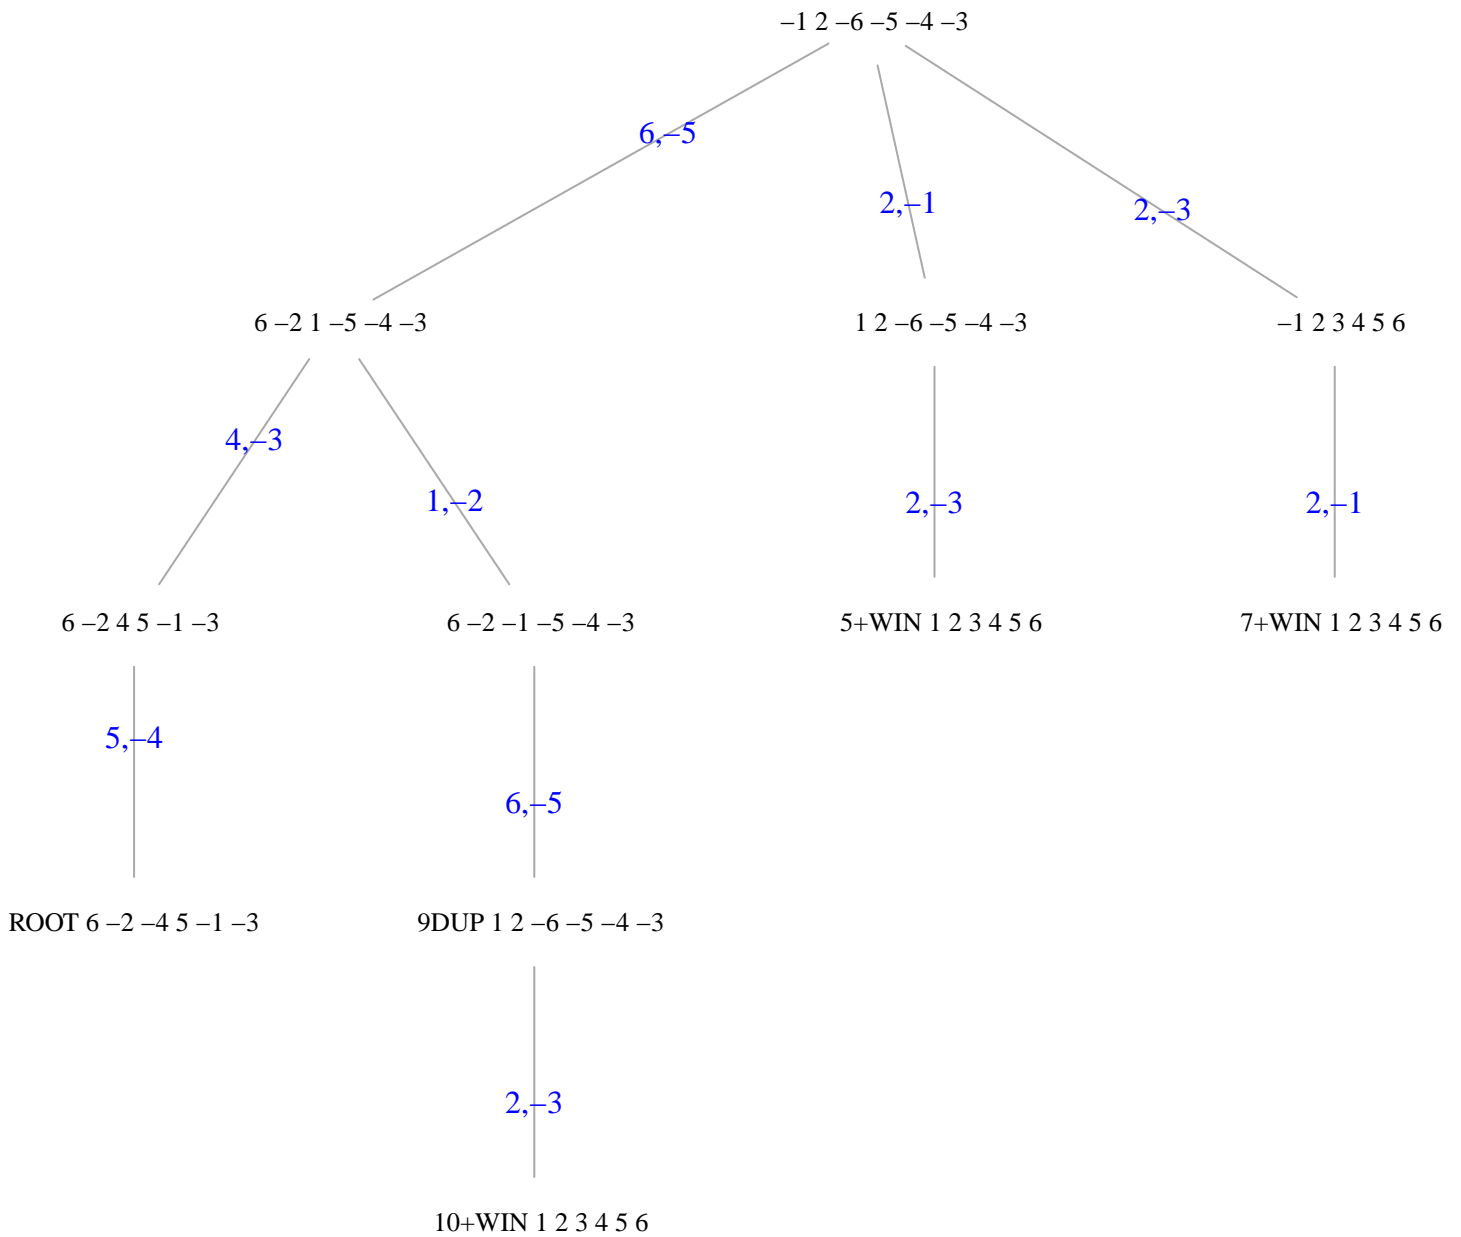 –1 2 –6 –5 –4 –3
6,–5
2,–1
2,–3
6 –2 1 –5 –4 –3
1 2 –6 –5 –4 –3
–1 2 3 4 5 6
4,–3
1,–2
2,–3
2,–1
6 –2 4 5 –1 –3
6 –2 –1 –5 –4 –3
5+WIN 1 2 3 4 5 6
7+WIN 1 2 3 4 5 6
5,–4
6,–5
ROOT 6 –2 –4 5 –1 –3
9DUP 1 2 –6 –5 –4 –3
2,–3
10+WIN 1 2 3 4 5 6